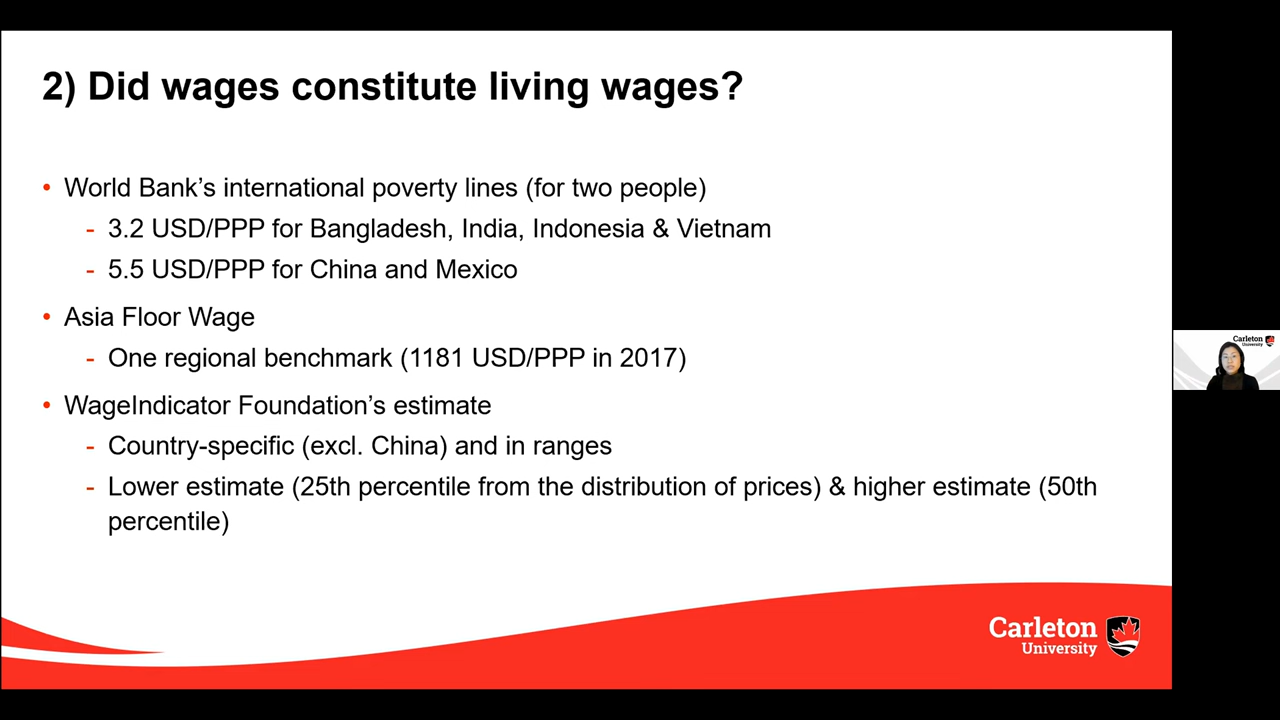 2) Did wages constitute living wages?
• World Bank’s international poverty lines (for two people)
- 3.2 USD/PPP for Bangladesh, India, Indonesia & Vietnam
- 5.5 USD/PPP for China and Mexico
• Asia Floor Wage
- One regional benchmark (1181 USD/PPP in 2017)
• WageIndicator Foundation’s estimate
- Country-specific (excl. China) and in ranges
- Lower estimate (25th percentile from the distribution of prices) & higher estimate (50th
percentile)
Carleton
University
Carleton
University